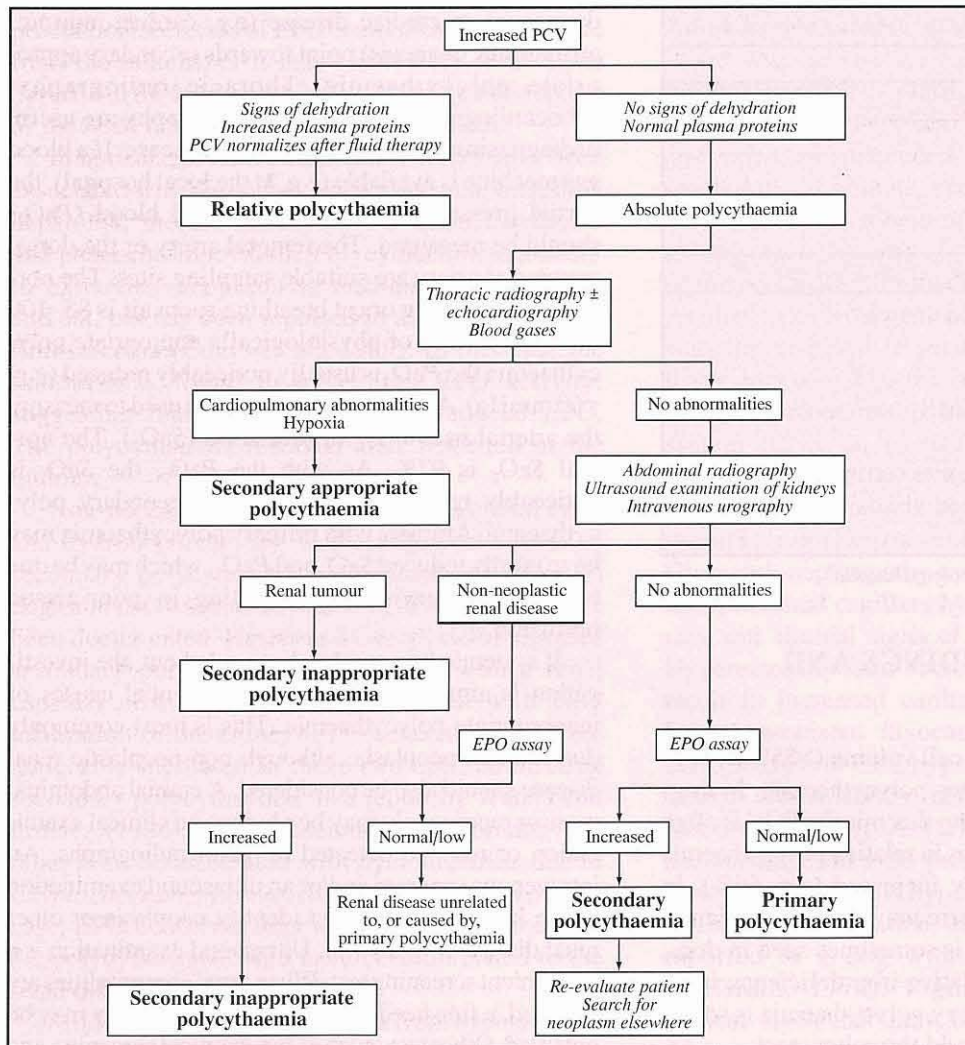 Increased PCV
Signs of dehydration
Increased plasma proteins
PCV normalizes after fluid therapy
No signs of dehydration
Normal plasma proteins
Relative polycythaemia
Absolute polycythaemia
Thoracic radiography ±
echocardiography
Blood gases
Cardiopulmonary abnormalities
Hypoxia
No abnormalities
Secondary appropriate
polycythaemia
Abdominal radiography
Ultrasound examination of kidneys
Intravenous urography
Renal tumour
Non-neoplastic
renal disease
No abnormalities
Secondary inappropriate
polycythaemia
EPO assay
EPO assay
Increased
Normal/low
Increased
Normal/low
Renal disease unrelated
to, or caused by,
primary polycythaemia
Secondary
polycythaemia
Primary
polycythaemia
Secondary inappropriate
polycythaemia
Re-evaluate patient
Search for
neoplasm elsewhere